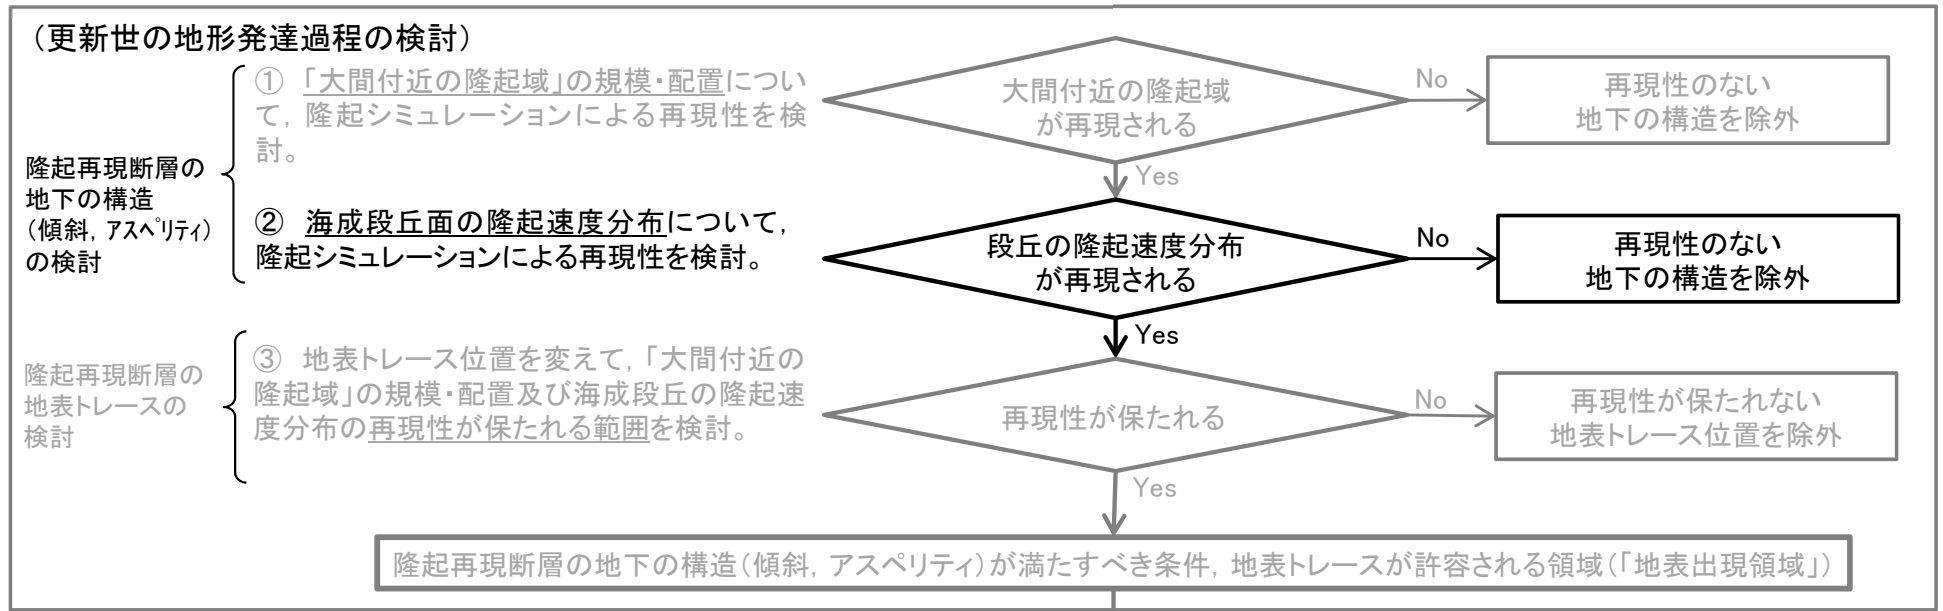 （更新世の地形発達過程の検討）
隆起再現断層の
地下の構造
（傾斜，アスペリティ）
の検討
① 「大間付近の隆起域」の規模・配置につい
て，隆起シミュレーションによる再現性を検
討。
大間付近の隆起域
が再現される
No
再現性のない
地下の構造を除外
Yes
② 海成段丘面の隆起速度分布について，
隆起シミュレーションによる再現性を検討。
段丘の隆起速度分布
が再現される
No
再現性のない
地下の構造を除外
Yes
隆起再現断層の
地表トレースの
検討
③ 地表トレース位置を変えて，「大間付近の
隆起域」の規模・配置及び海成段丘の隆起速
度分布の再現性が保たれる範囲を検討。
再現性が保たれる
No
再現性が保たれない
地表トレース位置を除外
Yes
隆起再現断層の地下の構造（傾斜，アスペリティ）が満たすべき条件，地表トレースが許容される領域（「地表出現領域」）